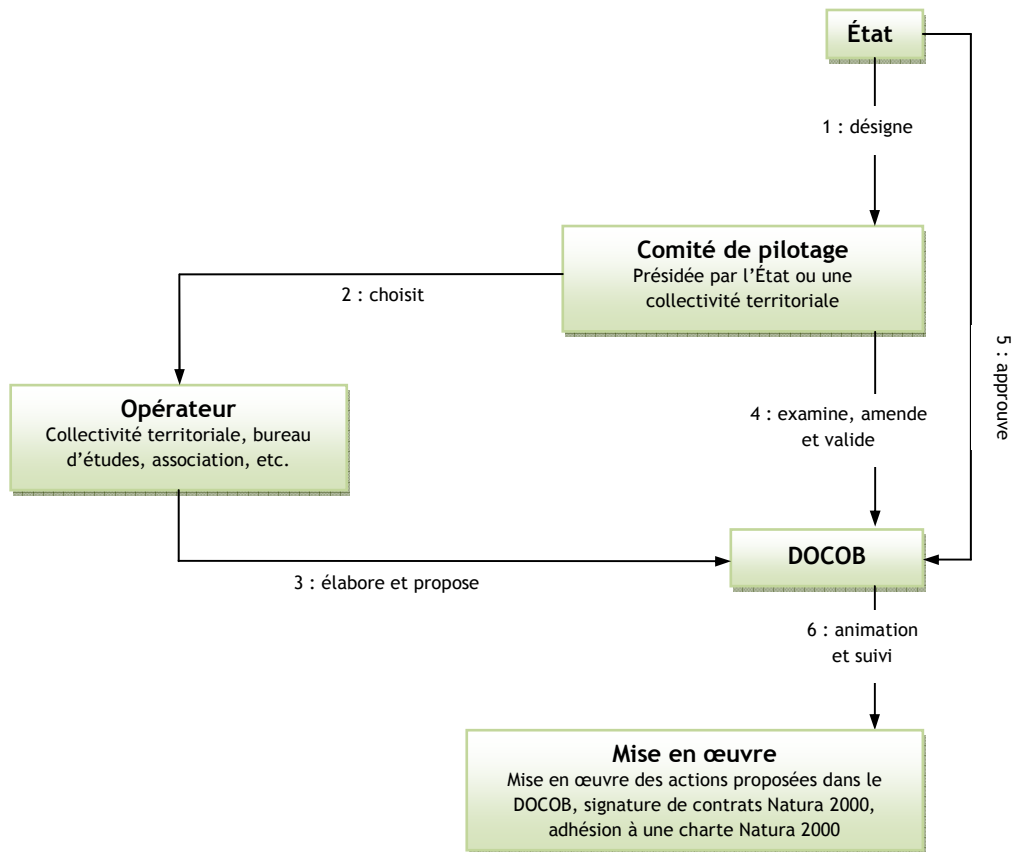 État
1 : désigne
Comité de pilotage
Présidée par l’État ou une
collectivité territoriale
2 : choisit
5 : approuve
Opérateur
Collectivité territoriale, bureau
d’études, association, etc.
4 : examine, amende
et valide
DOCOB
3 : élabore et propose
6 : animation
et suivi
Mise en œuvre
Mise en œuvre des actions proposées dans le
DOCOB, signature de contrats Natura 2000,
adhésion à une charte Natura 2000